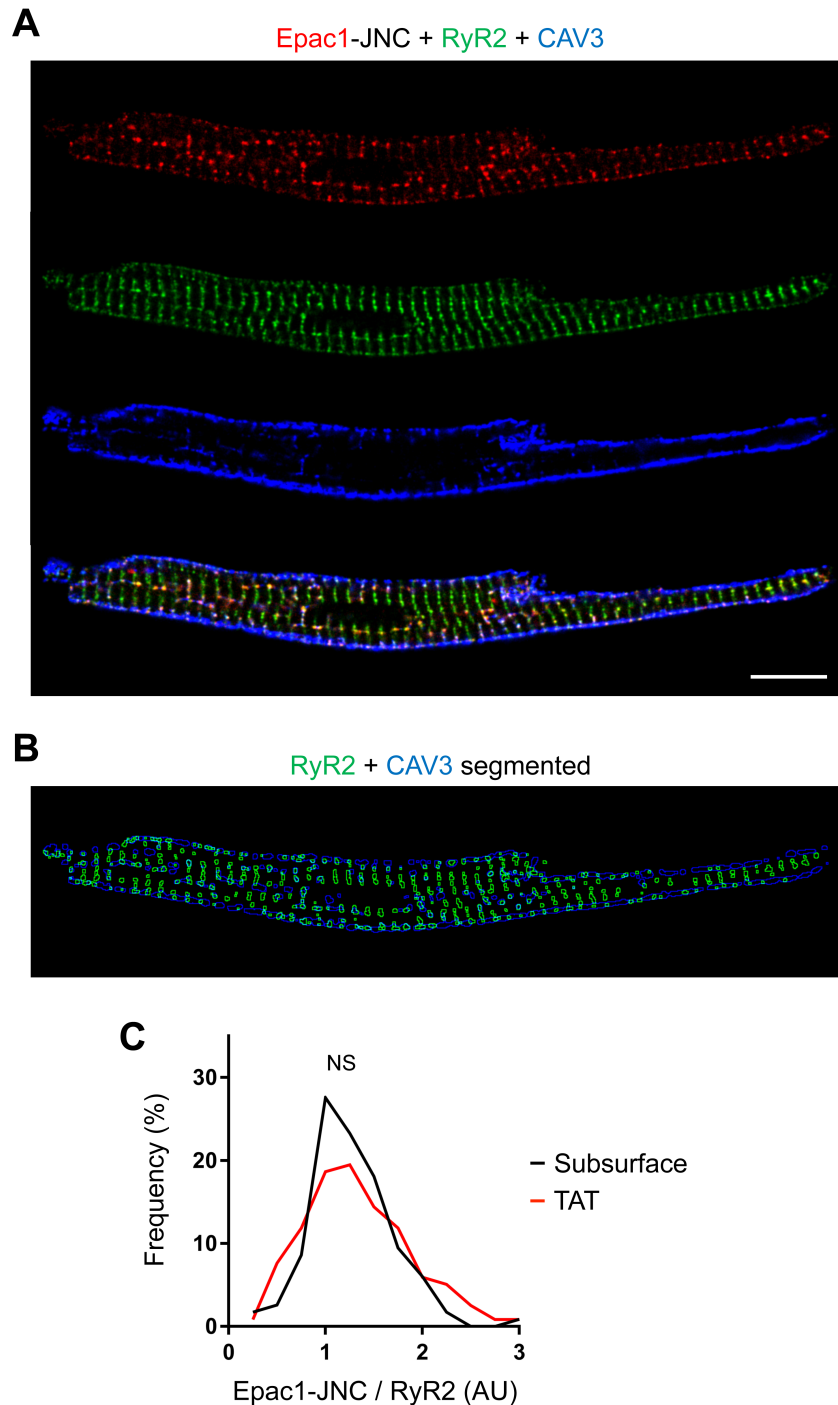 A
Epac1-JNC + RyR2 + CAV3
B
RyR2 + CAV3 segmented
C
NS
30
20
10
0
Frequency (%)
0 1 2 3
Epac1-JNC / RyR2 (AU)
Subsurface
TAT